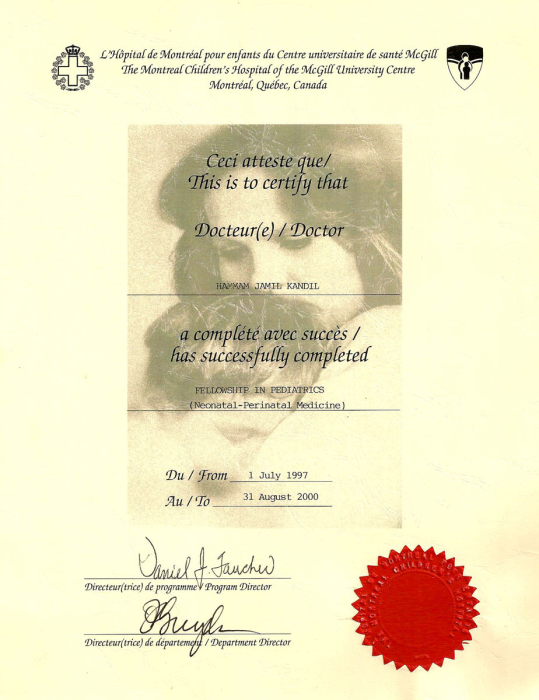 L'Hôpital de Montréal pour enfants du Centre universitaire de santé McGill
The Montreal Children's Hospital of the McGill University Centre
Montréal, Québec, Canada
Ceci atteste que/
This is to certify that
Docteur(e) / Doctor
HAMMAM JAMIL KANDIL
a complété avec succès /
has successfully completed
FELLOWSHIP IN PEDIATRICS
(Neonatal-Perinatal Medicine)
Du / From 1 July 1997
Au / To 31 August 2000
Daniel J. Faucher
Directeur(trice) de programme / Program Director
Directeur(trice) de département / Department Director